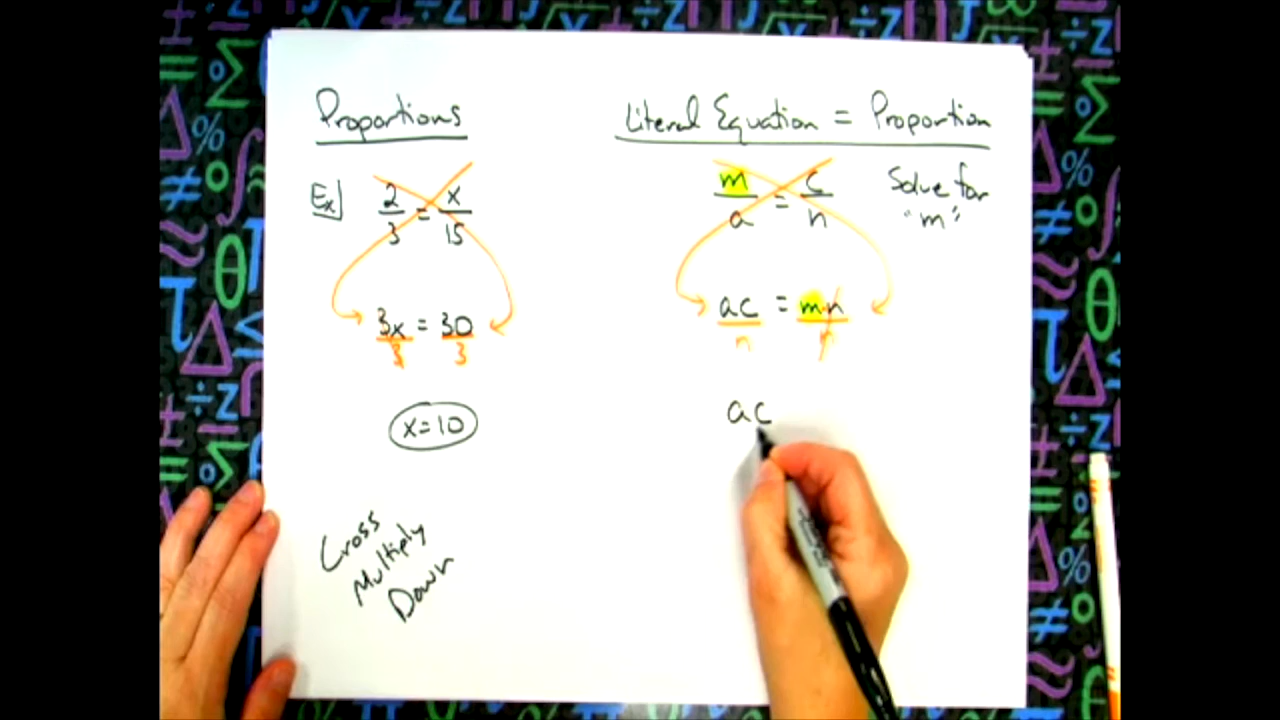 Proportions
Ex]
2/3 = x/15
3x = 30
3 3
x=10
Cross
Multiply
Down
Literal Equation = Proportion
m/a = c/n
Solve for
"m"
ac = m·n
n n
ac